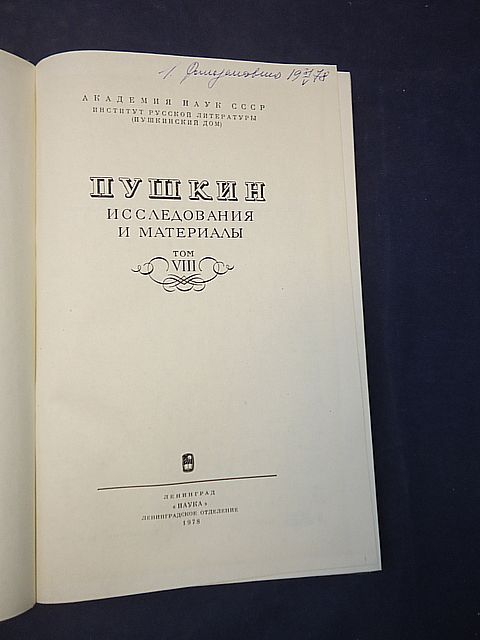 АКАДЕМИЯ НАУК СССР
ИНСТИТУТ РУССКОЙ ЛИТЕРАТУРЫ
(ПУШКИНСКИЙ ДОМ)
ПУШКИН
ИССЛЕДОВАНИЯ
И МАТЕРИАЛЫ
ТОМ
VIII
ЛЕНИНГРАД
«НАУКА»
ЛЕНИНГРАДСКОЕ ОТДЕЛЕНИЕ
1978